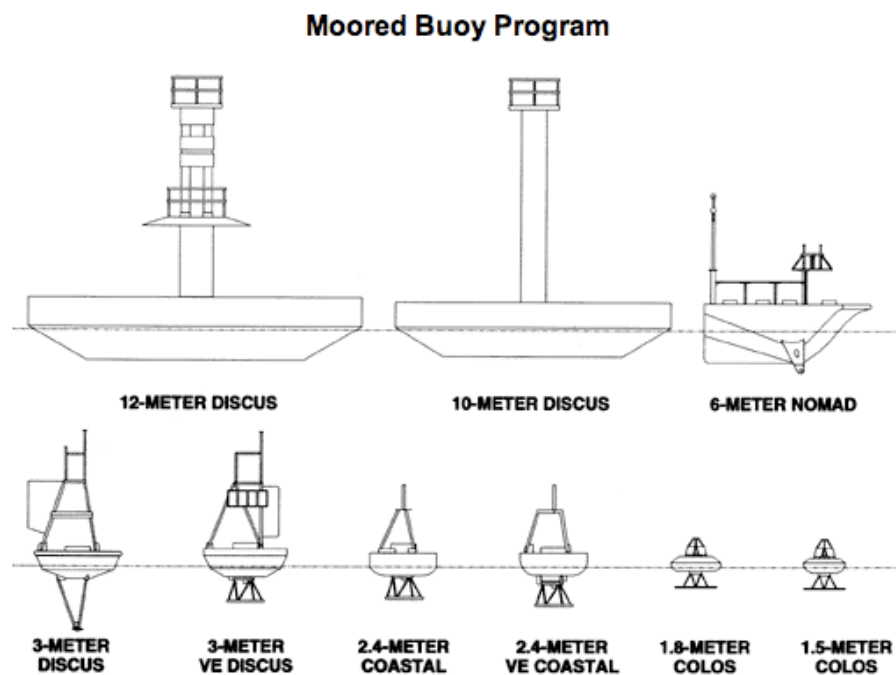 Moored Buoy Program
12-METER DISCUS
10-METER DISCUS
6-METER NOMAD
3-METER
DISCUS
3-METER
VE DISCUS
2.4-METER
COASTAL
2.4-METER
VE COASTAL
1.8-METER
COLOS
1.5-METER
COLOS